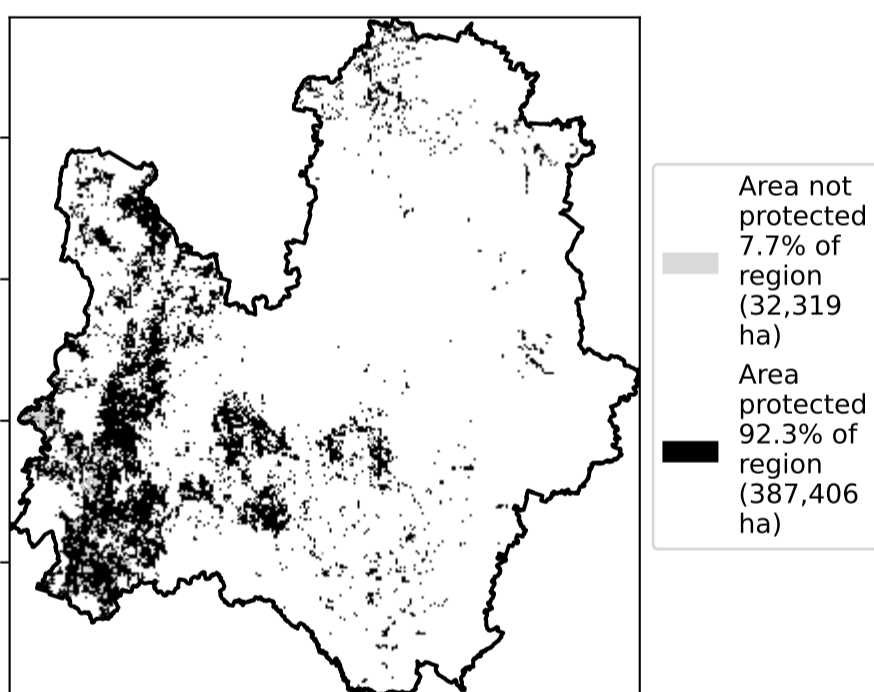 Area not
protected
7.7% of
region
(32,319
ha)
Area
protected
92.3% of
region
(387,406
ha)